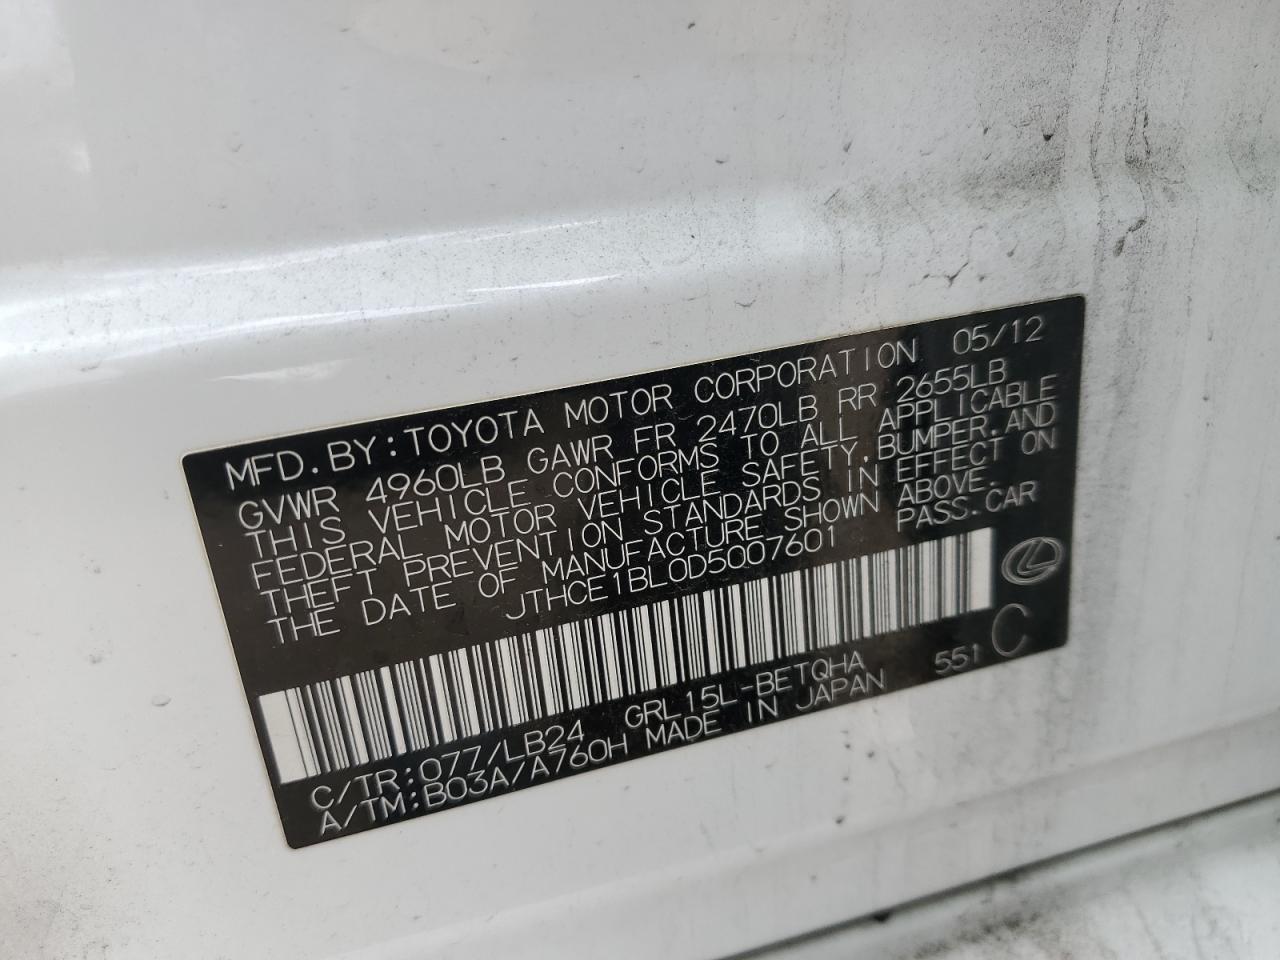 MFD.BY:TOYOTA MOTOR CORPORATION 05/12
GVWR 4960LB GAWR FR 2470LB RR 2655LB
THIS VEHICLE CONFORMS TO ALL APPLICABLE
FEDERAL MOTOR VEHICLE SAFETY,BUMPER,AND
THEFT PREVENTION STANDARDS IN EFFECT ON
THE DATE OF MANUFACTURE SHOWN ABOVE.
JTHCE1BL0D5007601 PASS.CAR
C/TR:077/LB24 GRL15L-BETQHA 551 C
A/TM:B03A/A760H MADE IN JAPAN